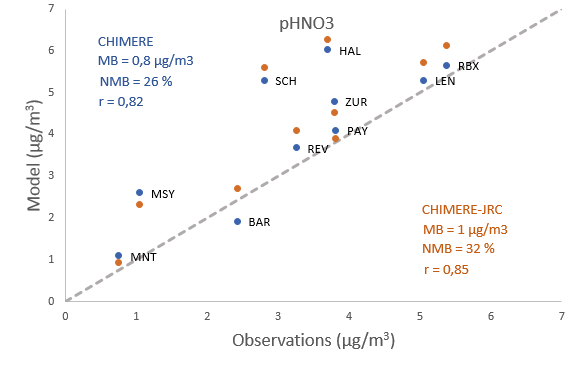 pHNO3
CHIMERE
MB = 0,8 µg/m3
NMB = 26 %
r = 0,82
Model (µg/m3)
7
6
5
4
3
2
1
0
HAL
SCH
RBX
LEN
ZUR
PAY
REV
MSY
BAR
MNT
CHIMERE-JRC
MB = 1 µg/m3
NMB = 32 %
r = 0,85
0 1 2 3 4 5 6 7
Observations (µg/m3)